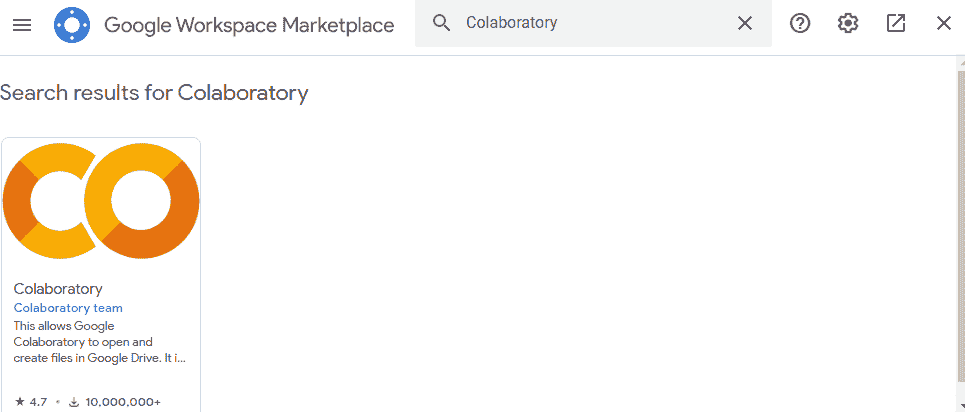 Google Workspace Marketplace
Colaboratory
Search results for Colaboratory
Colaboratory
Colaboratory team
This allows Google
Colaboratory to open and
create files in Google Drive. It i...
4.7 • 10,000,000+